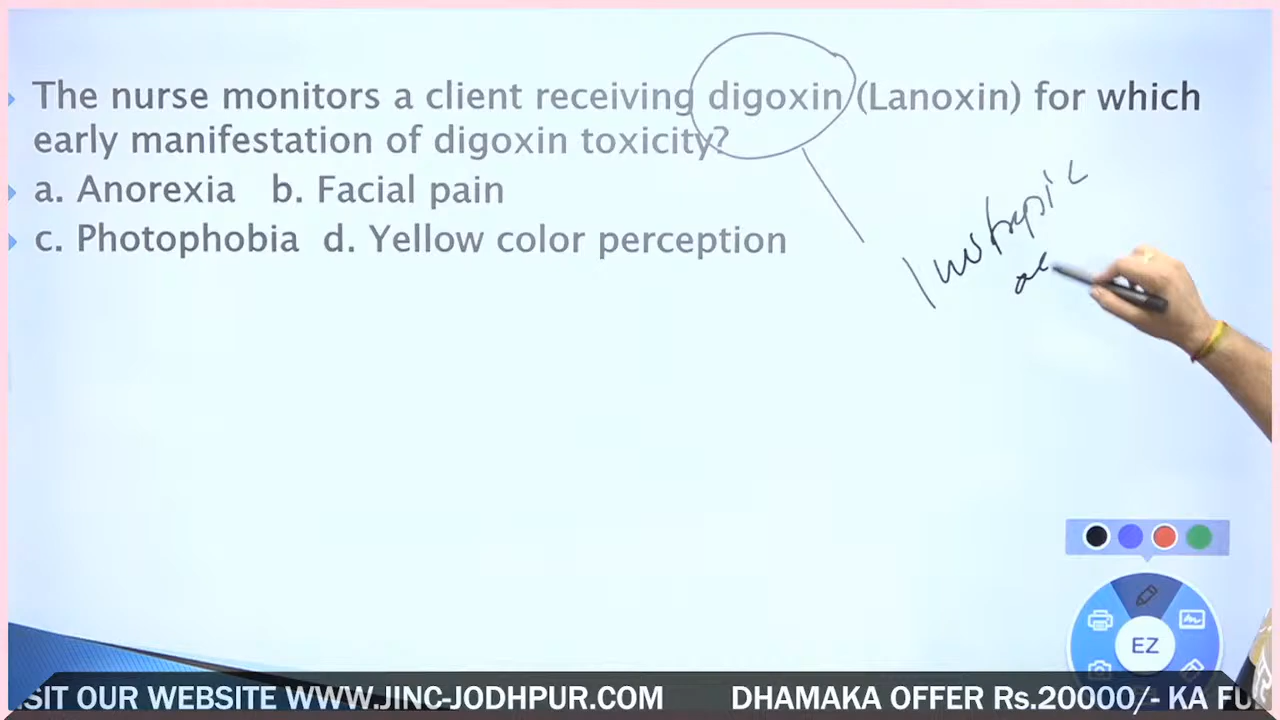 The nurse monitors a client receiving digoxin (Lanoxin) for which
early manifestation of digoxin toxicity?
a. Anorexia b. Facial pain
c. Photophobia d. Yellow color perception
Inotropic
EZ
SIT OUR WEBSITE WWW.JINC-JODHPUR.COM DHAMAKA OFFER Rs.20000/- KA FU